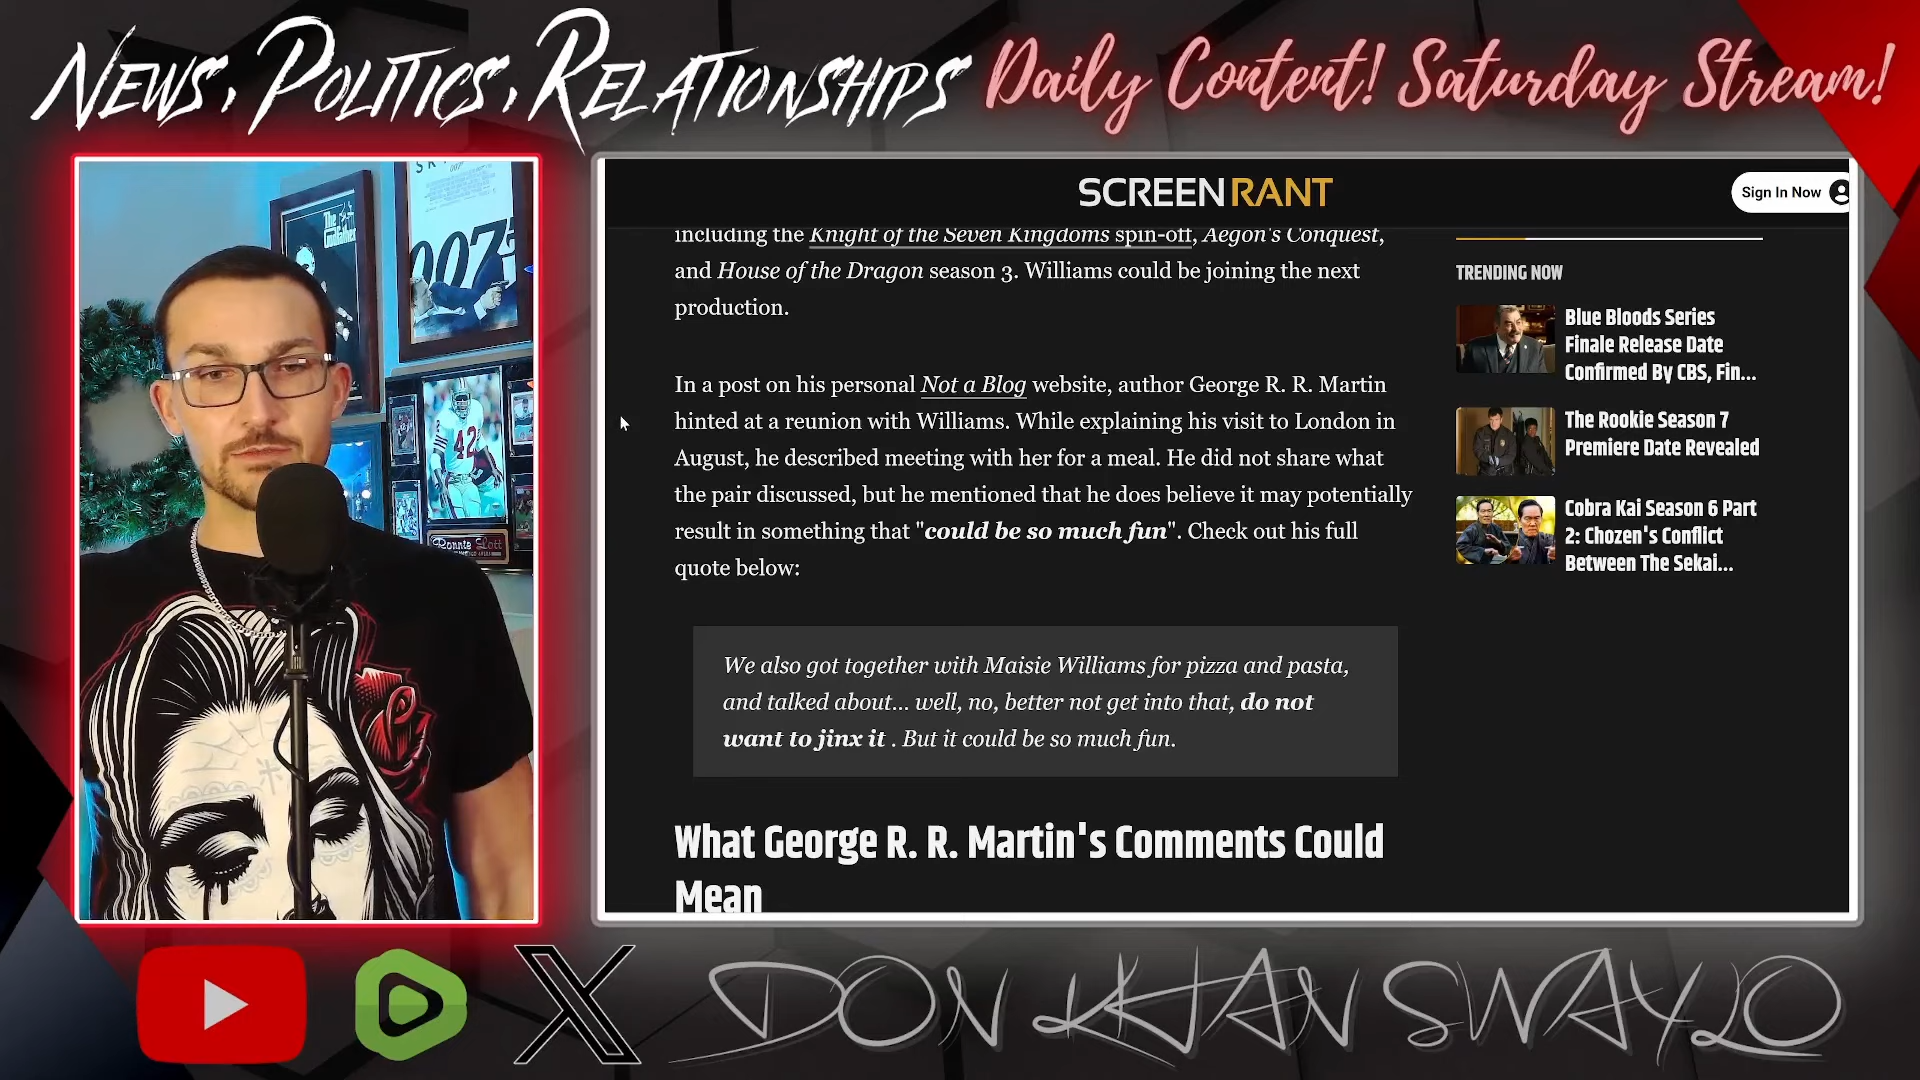 News, Politics, Relationships
Daily Content! Saturday Stream!
SCREENRANT
Sign In Now
including the Knight of the Seven Kingdoms spin-off, Aegon's Conquest,
and House of the Dragon season 3. Williams could be joining the next
production.
In a post on his personal Not a Blog website, author George R. R. Martin
hinted at a reunion with Williams. While explaining his visit to London in
August, he described meeting with her for a meal. He did not share what
the pair discussed, but he mentioned that he does believe it may potentially
result in something that "could be so much fun". Check out his full
quote below:
We also got together with Maisie Williams for pizza and pasta,
and talked about... well, no, better not get into that, do not
want to jinx it . But it could be so much fun.
What George R. R. Martin's Comments Could
Mean
TRENDING NOW
Blue Bloods Series
Finale Release Date
Confirmed By CBS, Fin...
The Rookie Season 7
Premiere Date Revealed
Cobra Kai Season 6 Part
2: Chozen's Conflict
Between The Sekai...
The
Godfather
SK
007
42
Ronnie Lott
X
DON KHAN SWAYLO